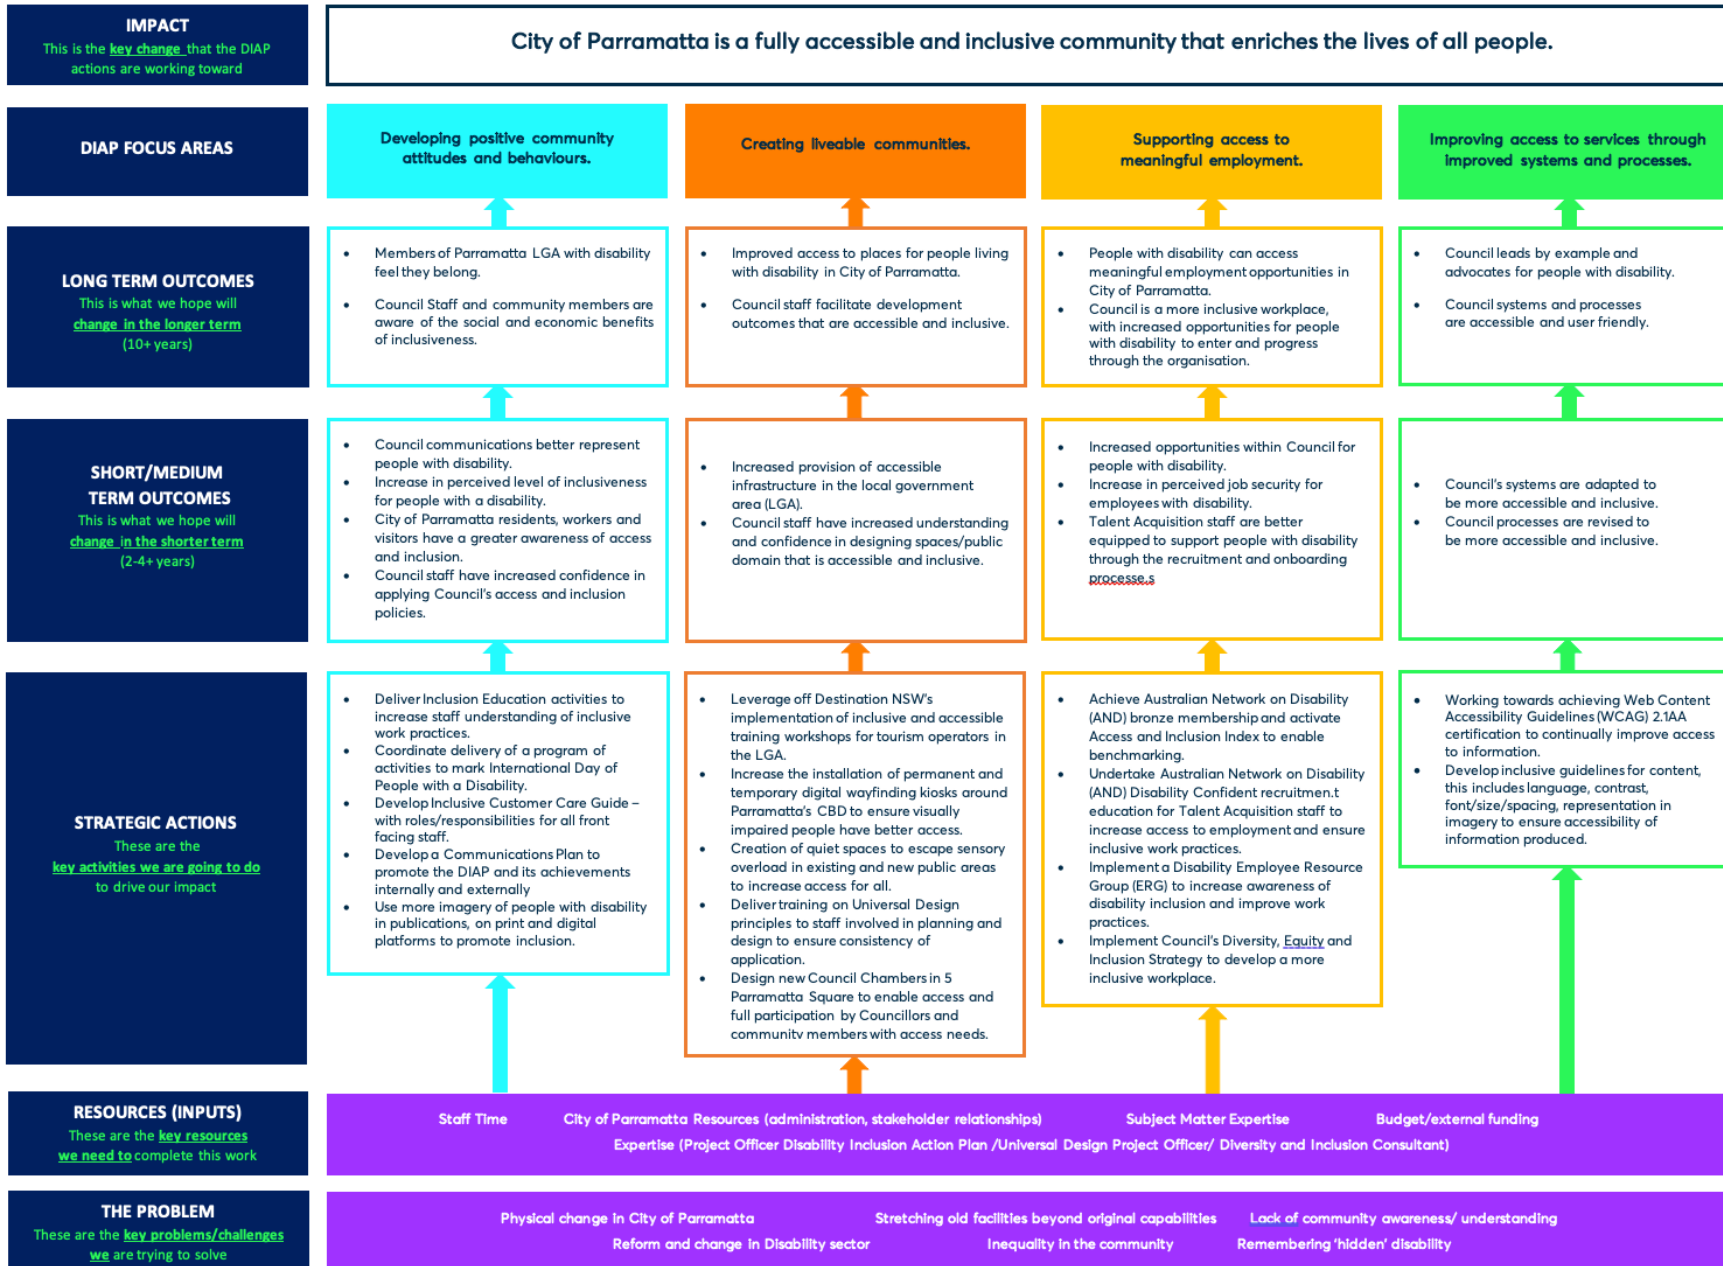 IMPACT
This is the key change that the DIAP
actions are working toward
City of Parramatta is a fully accessible and inclusive community that enriches the lives of all people.
DIAP FOCUS AREAS
Developing positive community
attitudes and behaviours.
Creating liveable communities.
Supporting access to
meaningful employment.
Improving access to services through
improved systems and processes.
LONG TERM OUTCOMES
This is what we hope will
change in the longer term
(10+ years)
• Members of Parramatta LGA with disability
feel they belong.
• Council Staff and community members are
aware of the social and economic benefits
of inclusiveness.
• Improved access to places for people living
with disability in City of Parramatta.
• Council staff facilitate development
outcomes that are accessible and inclusive.
• People with disability can access
meaningful employment opportunities in
City of Parramatta.
• Council is a more inclusive workplace,
with increased opportunities for people
with disability to enter and progress
through the organisation.
• Council leads by example and
advocates for people with disability.
• Council systems and processes
are accessible and user friendly.
SHORT/MEDIUM
TERM OUTCOMES
This is what we hope will
change in the shorter term
(2-4+ years)
• Council communications better represent
people with disability.
• Increase in perceived level of inclusiveness
for people with a disability.
• City of Parramatta residents, workers and
visitors have a greater awareness of access
and inclusion.
• Council staff have increased confidence in
applying Council's access and inclusion
policies.
• Increased provision of accessible
infrastructure in the local government
area (LGA).
• Council staff have increased understanding
and confidence in designing spaces/public
domain that is accessible and inclusive.
• Increased opportunities within Council for
people with disability.
• Increase in perceived job security for
employees with disability.
• Talent Acquisition staff are better
equipped to support people with disability
through the recruitment and onboarding
processe.s
• Council's systems are adapted to
be more accessible and inclusive.
• Council processes are revised to
be more accessible and inclusive.
STRATEGIC ACTIONS
These are the
key activities we are going to do
to drive our impact
• Deliver Inclusion Education activities to
increase staff understanding of inclusive
work practices.
• Coordinate delivery of a program of
activities to mark International Day of
People with a Disability.
• Develop Inclusive Customer Care Guide –
with roles/responsibilities for all front
facing staff.
• Develop a Communications Plan to
promote the DIAP and its achievements
internally and externally
• Use more imagery of people with disability
in publications, on print and digital
platforms to promote inclusion.
• Leverage off Destination NSW's
implementation of inclusive and accessible
training workshops for tourism operators in
the LGA.
• Increase the installation of permanent and
temporary digital wayfinding kiosks around
Parramatta's CBD to ensure visually
impaired people have better access.
• Creation of quiet spaces to escape sensory
overload in existing and new public areas
to increase access for all.
• Deliver training on Universal Design
principles to staff involved in planning and
design to ensure consistency of
application.
• Design new Council Chambers in 5
Parramatta Square to enable access and
full participation by Councillors and
community members with access needs.
• Achieve Australian Network on Disability
(AND) bronze membership and activate
Access and Inclusion Index to enable
benchmarking.
• Undertake Australian Network on Disability
(AND) Disability Confident recruitmen.t
education for Talent Acquisition staff to
increase access to employment and ensure
inclusive work practices.
• Implement a Disability Employee Resource
Group (ERG) to increase awareness of
disability inclusion and improve work
practices.
• Implement Council's Diversity, Equity and
Inclusion Strategy to develop a more
inclusive workplace.
• Working towards achieving Web Content
Accessibility Guidelines (WCAG) 2.1AA
certification to continually improve access
to information.
• Develop inclusive guidelines for content,
this includes language, contrast,
font/size/spacing, representation in
imagery to ensure accessibility of
information produced.
RESOURCES (INPUTS)
These are the key resources
we need to complete this work
Staff Time City of Parramatta Resources (administration, stakeholder relationships) Subject Matter Expertise Budget/external funding
Expertise (Project Officer Disability Inclusion Action Plan /Universal Design Project Officer/ Diversity and Inclusion Consultant)
THE PROBLEM
These are the key problems/challenges
we are trying to solve
Physical change in City of Parramatta Stretching old facilities beyond original capabilities Lack of community awareness/ understanding
Reform and change in Disability sector Inequality in the community Remembering 'hidden' disability